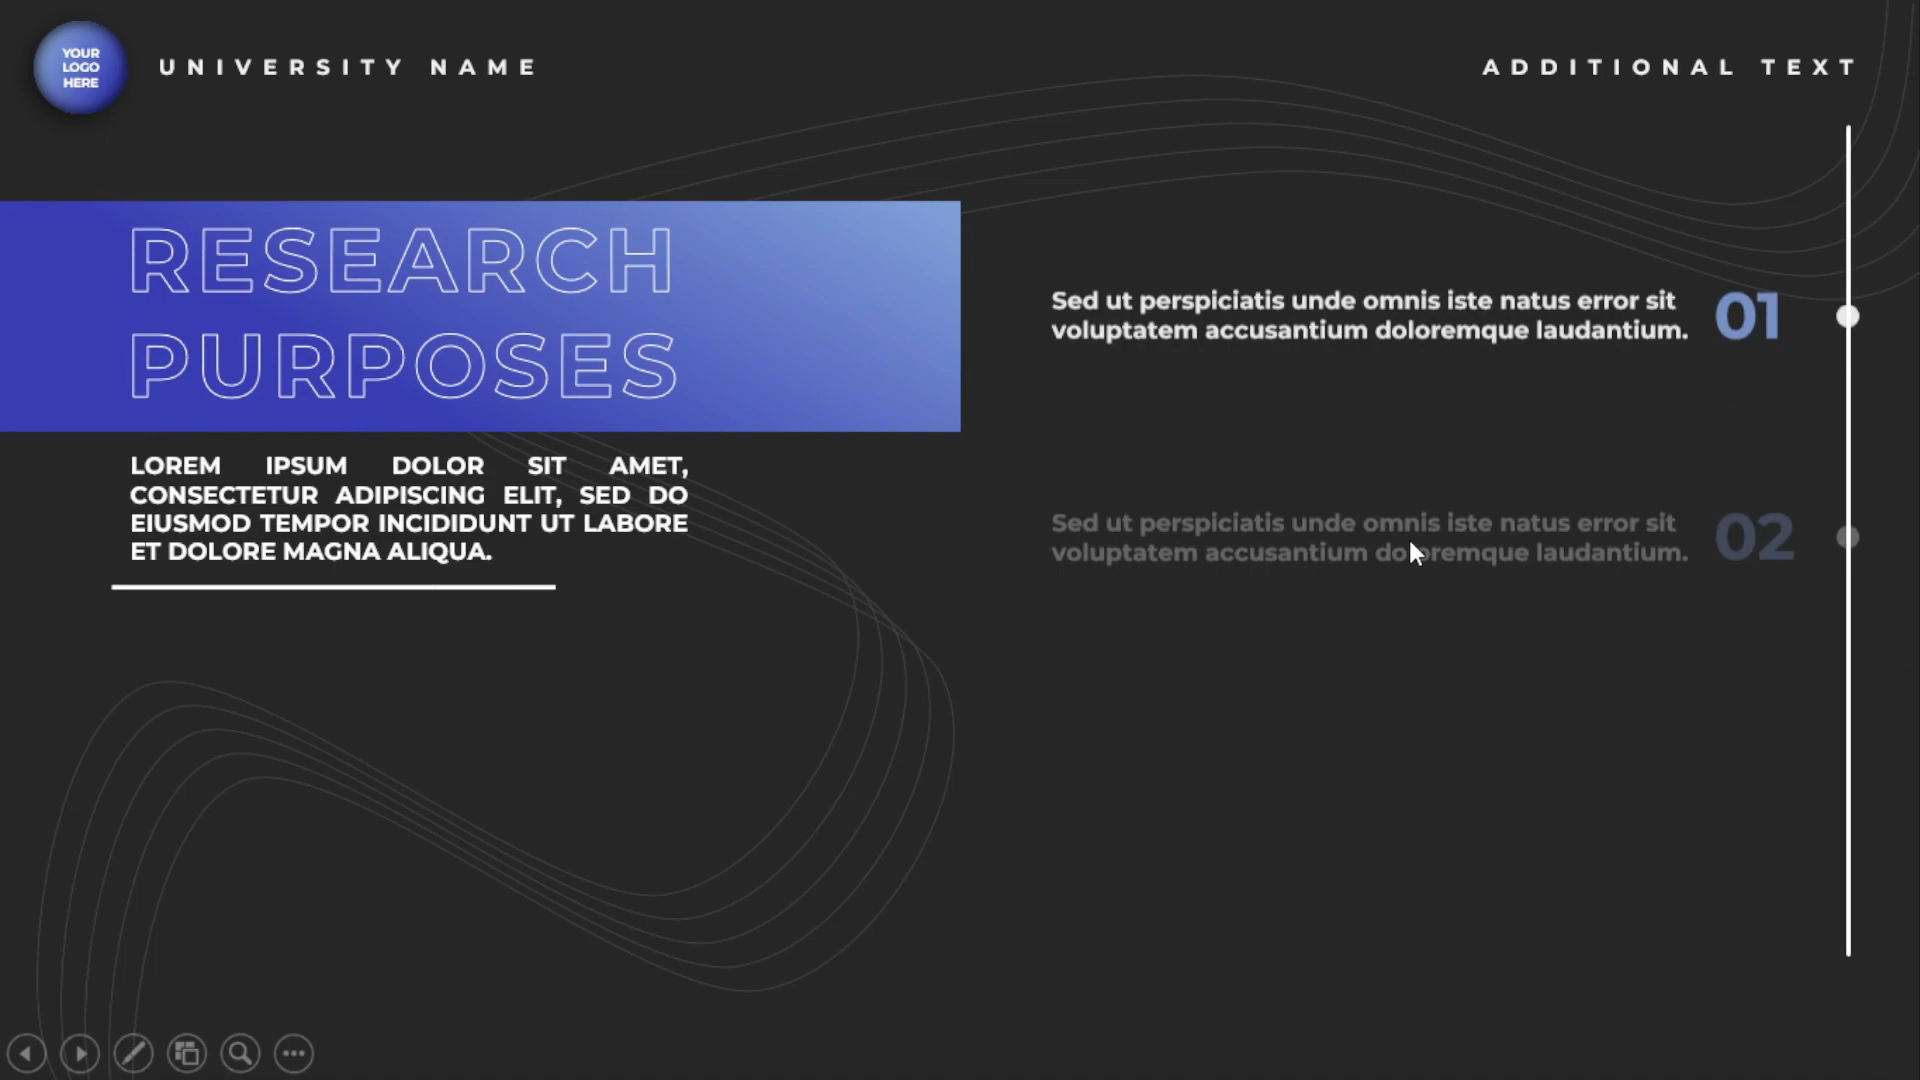 YOUR
LOGO
HERE
UNIVERSITY NAME
ADDITIONAL TEXT
RESEARCH
PURPOSES
LOREM IPSUM DOLOR SIT AMET,
CONSECTETUR ADIPISCING ELIT, SED DO
EIUSMOD TEMPOR INCIDIDUNT UT LABORE
ET DOLORE MAGNA ALIQUA.
Sed ut perspiciatis unde omnis iste natus error sit
voluptatem accusantium doloremque laudantium.
01
Sed ut perspiciatis unde omnis iste natus error sit
voluptatem accusantium doloremque laudantium.
02